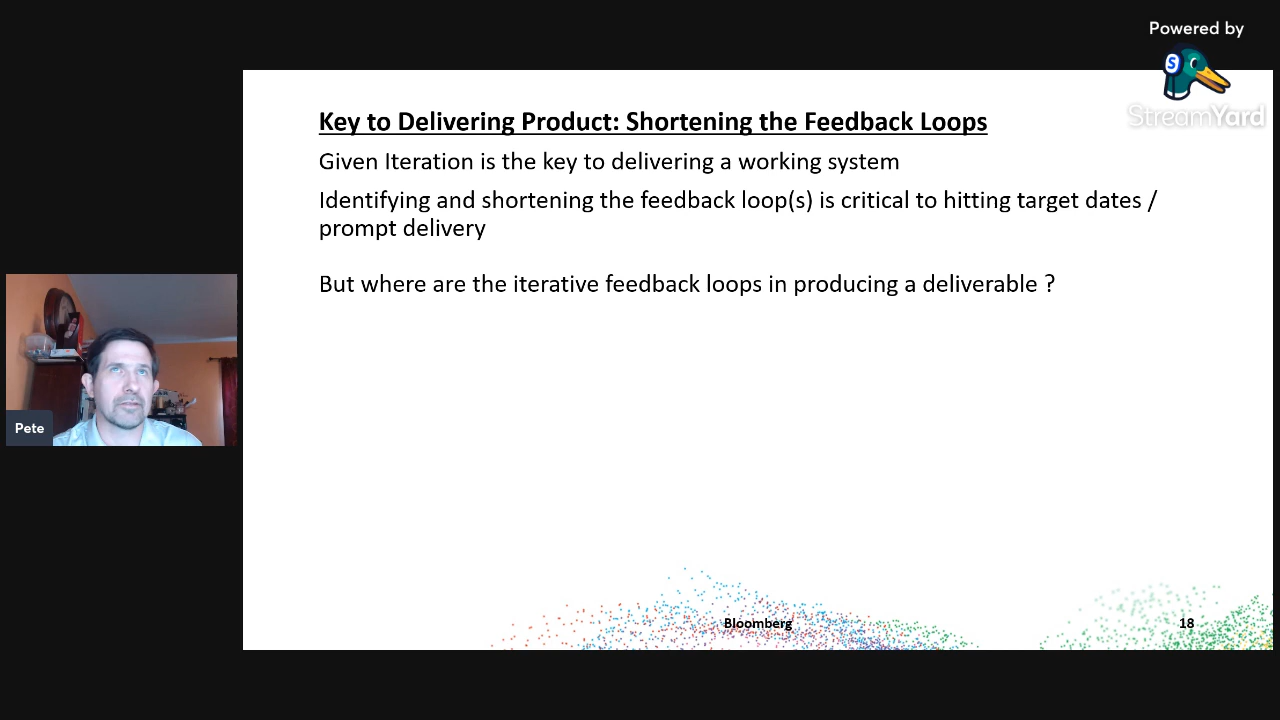 Powered by
StreamYard
Key to Delivering Product: Shortening the Feedback Loops
Given Iteration is the key to delivering a working system
Identifying and shortening the feedback loop(s) is critical to hitting target dates /
prompt delivery
But where are the iterative feedback loops in producing a deliverable ?
Pete
Bloomberg
18